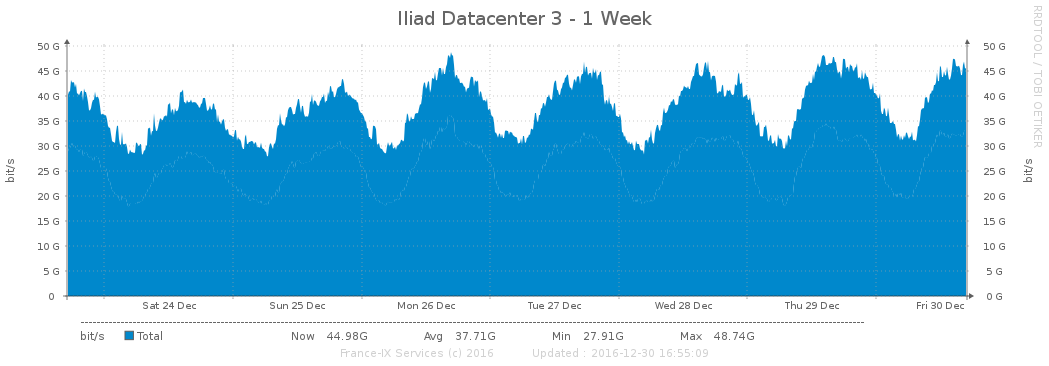 Iliad Datacenter 3 - 1 Week
RRDTOOL / TOBI OETIKER
50 G 50 G
45 G 45 G
40 G 40 G
35 G 35 G
30 G 30 G
25 G 25 G
20 G 20 G
15 G 15 G
10 G 10 G
5 G 5 G
0 0 G
bit/s bit/s
Sat 24 Dec Sun 25 Dec Mon 26 Dec Tue 27 Dec Wed 28 Dec Thu 29 Dec Fri 30 Dec
bit/s Total Now 44.98G Avg 37.71G Min 27.91G Max 48.74G
France-IX Services (c) 2016 Updated : 2016-12-30 16:55:09